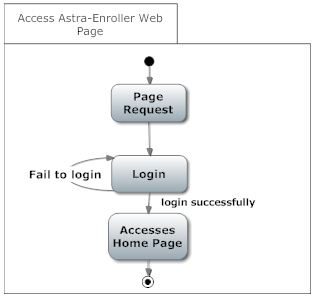 Access Astra-Enroller Web
Page
Page
Request
Fail to login
Login
login successfully
Accesses
Home Page